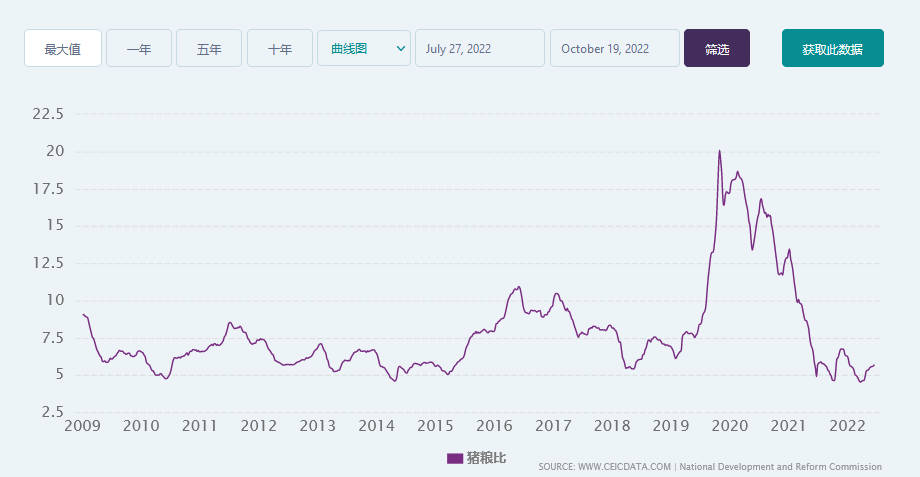 最大值 一年 五年 十年 曲线图 July 27, 2022 October 19, 2022 筛选 获取此数据
22.5
20
17.5
15
12.5
10
7.5
5
2.5
2009 2010 2011 2012 2013 2014 2015 2016 2017 2018 2019 2020 2021 2022
猪粮比
SOURCE: WWW.CEICDATA.COM | National Development and Reform Commission